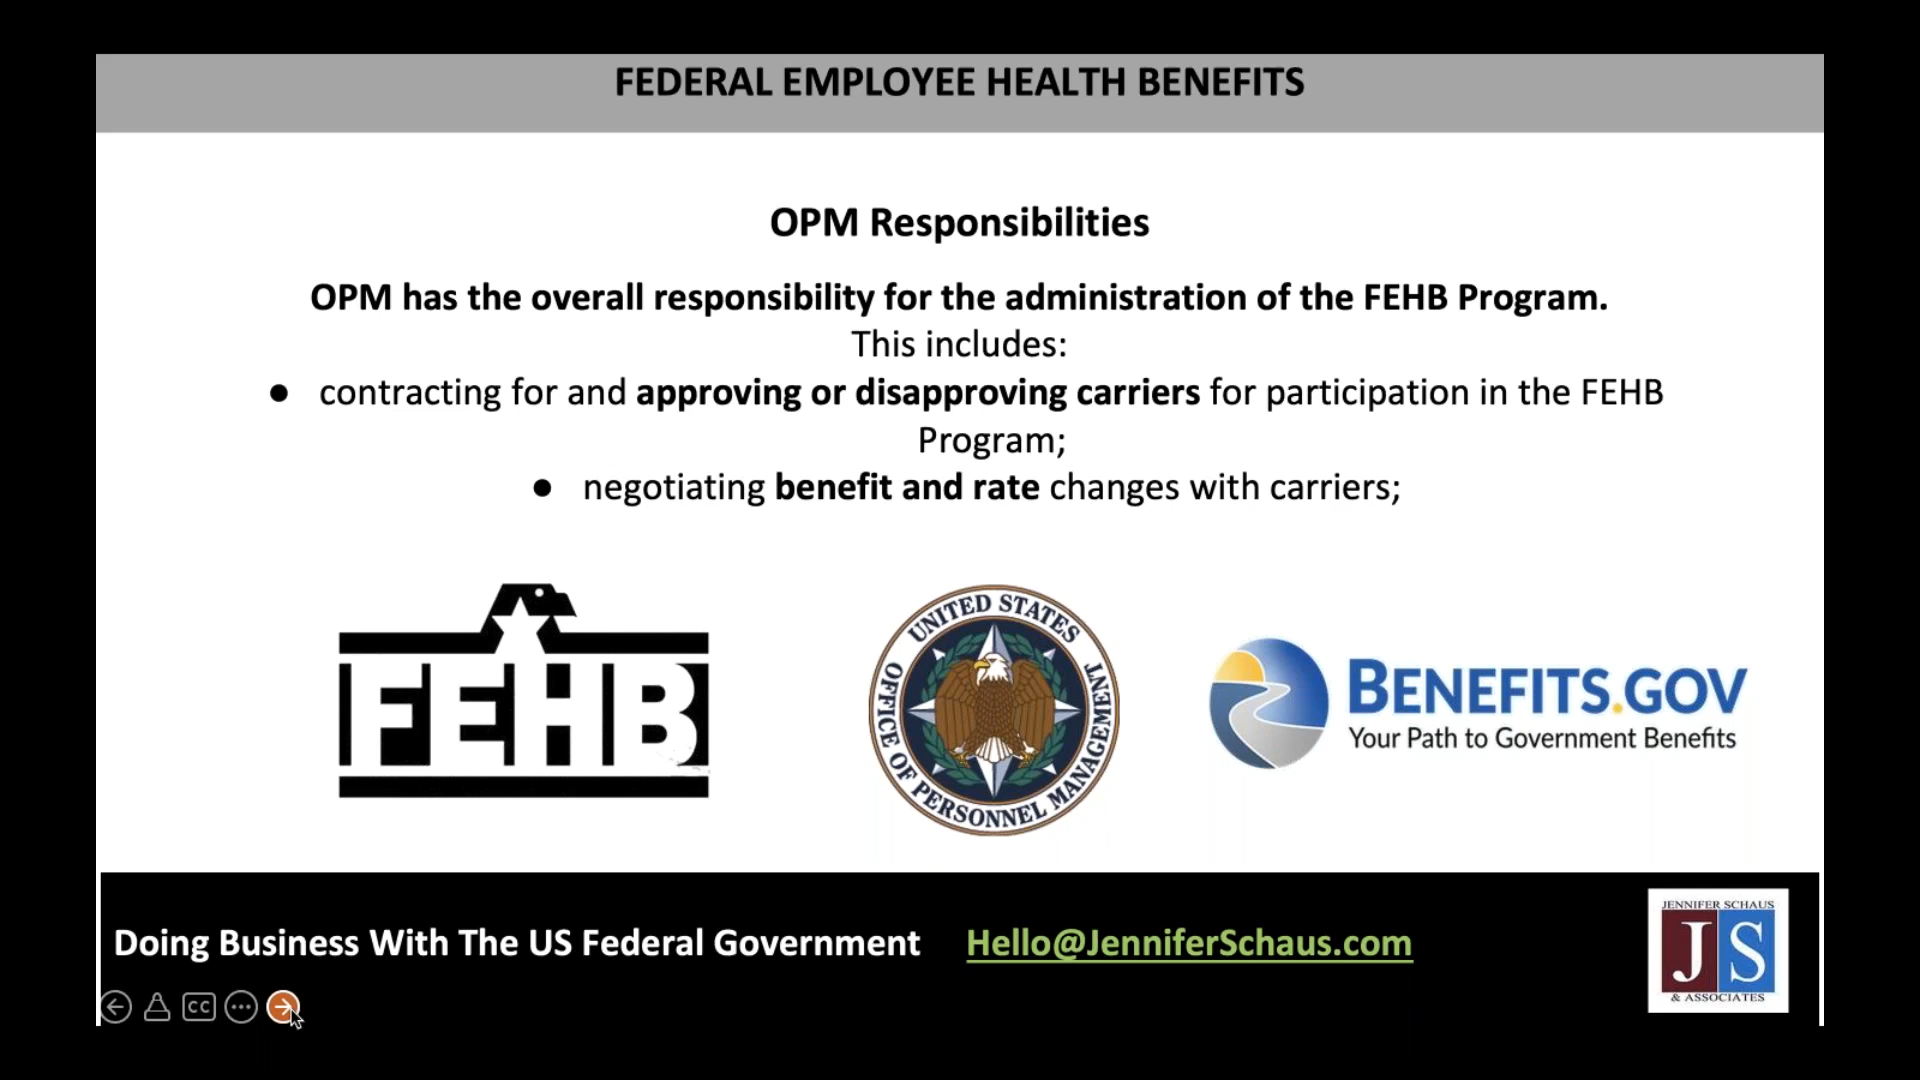 FEDERAL EMPLOYEE HEALTH BENEFITS
OPM Responsibilities
OPM has the overall responsibility for the administration of the FEHB Program.
This includes:
● contracting for and approving or disapproving carriers for participation in the FEHB
Program;
● negotiating benefit and rate changes with carriers;
FEHB
UNITED STATES
OFFICE OF PERSONNEL MANAGEMENT
BENEFITS.GOV
Your Path to Government Benefits
Doing Business With The US Federal Government Hello@JenniferSchaus.com
JENNIFER SCHAUS
JS
& ASSOCIATES
CC